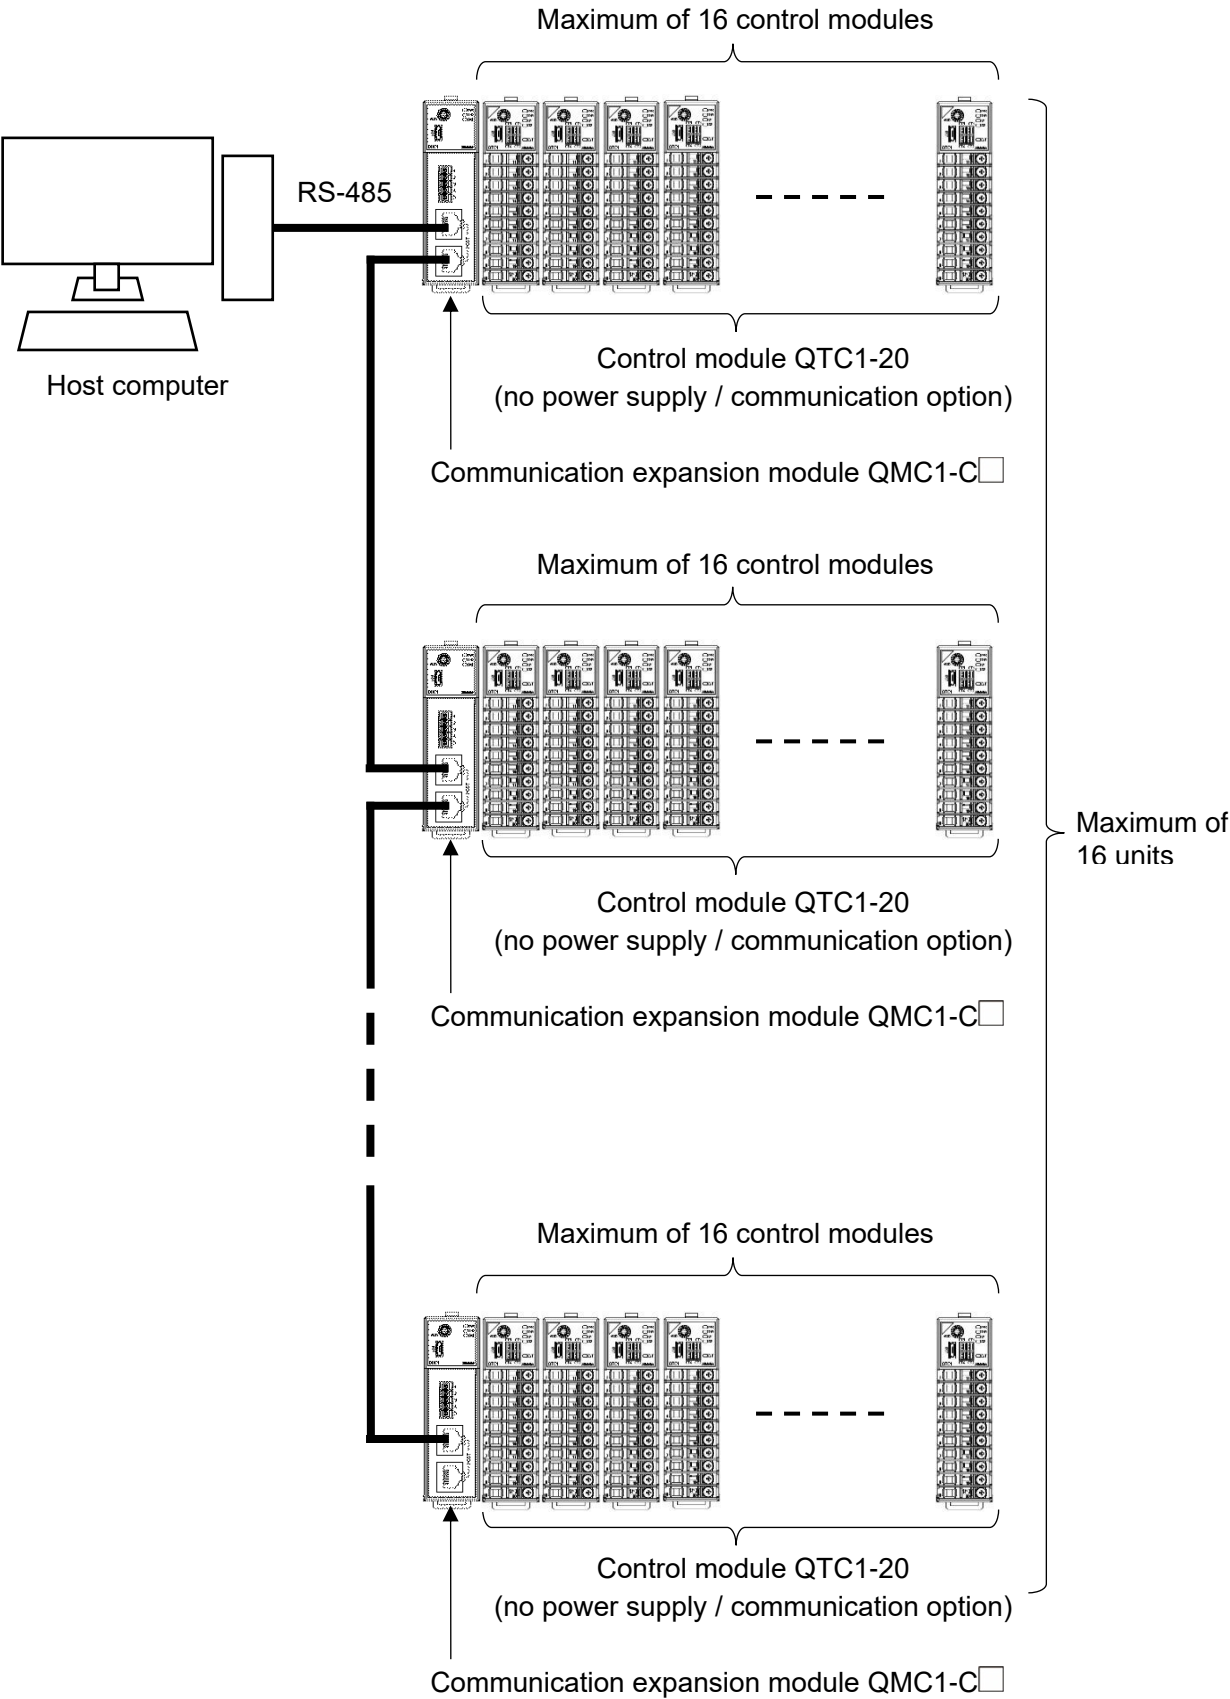 Maximum of 16 control modules
RS-485
Host computer
Control module QTC1-20
(no power supply / communication option)
Communication expansion module QMC1-C□
Maximum of 16 control modules
Maximum of
16 units
Control module QTC1-20
(no power supply / communication option)
Communication expansion module QMC1-C□
Maximum of 16 control modules
Control module QTC1-20
(no power supply / communication option)
Communication expansion module QMC1-C□